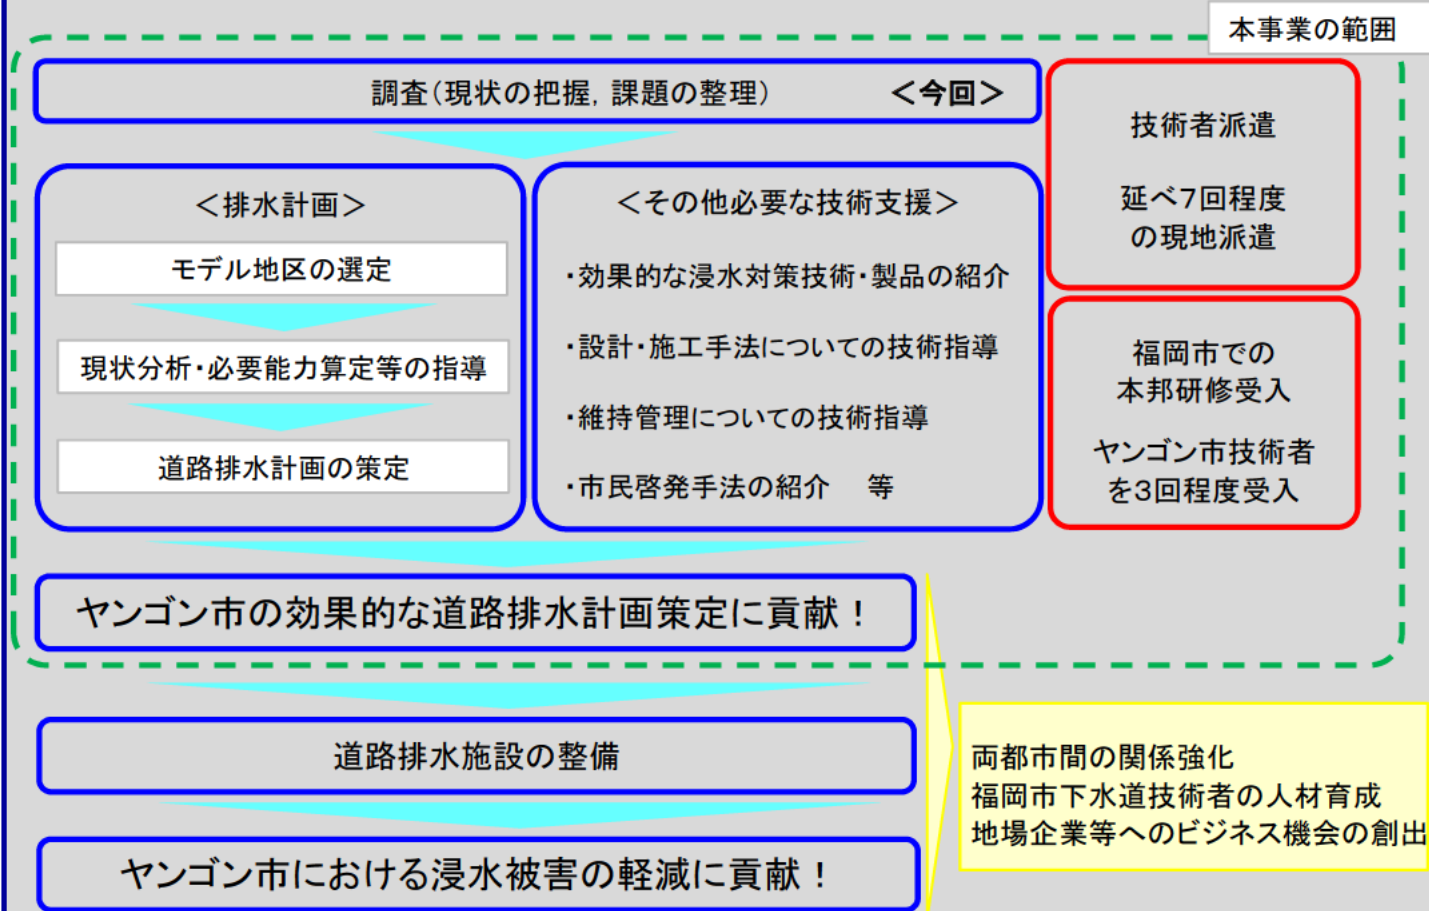 本事業の範囲
調査(現状の把握, 課題の整理) <今回>
<排水計画>
モデル地区の選定
現状分析・必要能力算定等の指導
道路排水計画の策定
<その他必要な技術支援>
・効果的な浸水対策技術・製品の紹介
・設計・施工手法についての技術指導
・維持管理についての技術指導
・市民啓発手法の紹介 等
技術者派遣
延べ7回程度
の現地派遣
福岡市での
本邦研修受入
ヤンゴン市技術者
を3回程度受入
ヤンゴン市の効果的な道路排水計画策定に貢献！
道路排水施設の整備
ヤンゴン市における浸水被害の軽減に貢献！
両都市間の関係強化
福岡市下水道技術者の人材育成
地場企業等へのビジネス機会の創出